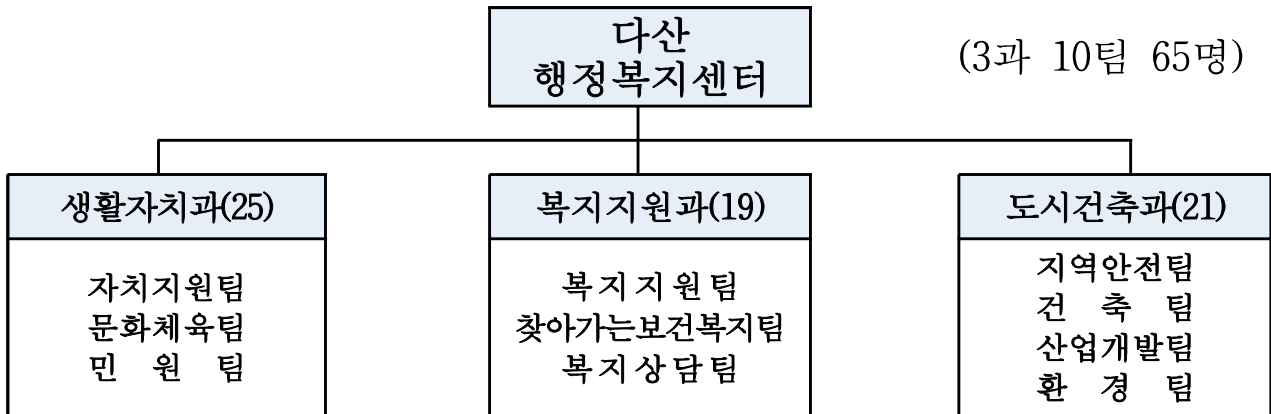 다산
행정복지센터
(3과 10팀 65명)
생활자치과(25)
자치지원팀
문화체육팀
민 원 팀
복지지원과(19)
복지지원팀
찾아가는보건복지팀
복지상담팀
도시건축과(21)
지역안전팀
건 축 팀
산업개발팀
환 경 팀